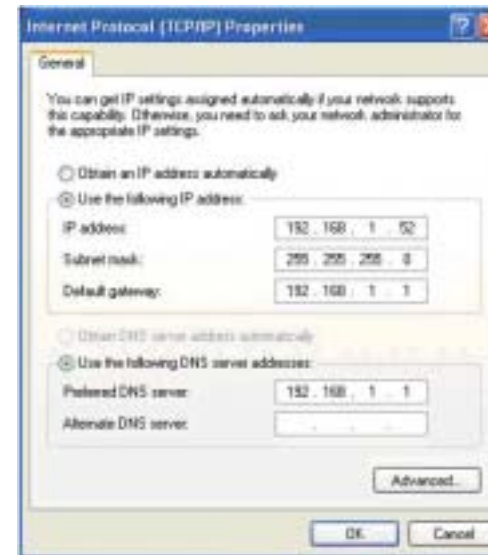 Internet Protocol (TCP/IP) Properties
General
You can get IP settings assigned automatically if your network supports
this capability. Otherwise, you need to ask your network administrator for
the appropriate IP settings.
Obtain an IP address automatically
Use the following IP address:
IP address: 192 . 168 . 1 . 52
Subnet mask: 255 . 255 . 255 . 0
Default gateway: 192 . 168 . 1 . 1
Obtain DNS server address automatically
Use the following DNS server addresses:
Preferred DNS server: 192 . 168 . 1 . 1
Alternate DNS server: . . .
Advanced...
OK Cancel